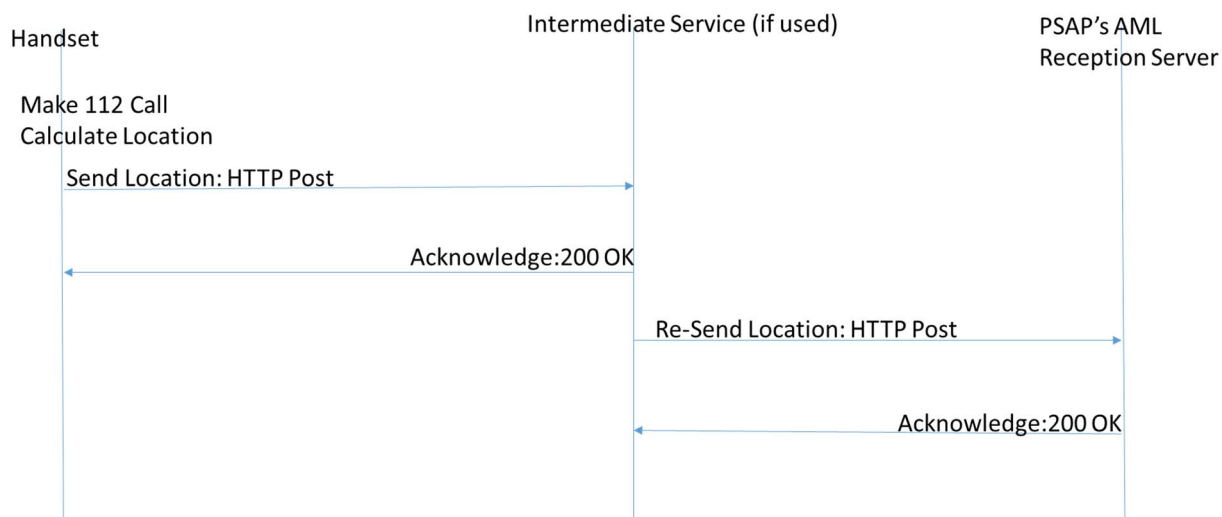 Handset
Intermediate Service (if used)
PSAP's AML
Reception Server
Make 112 Call
Calculate Location
Send Location: HTTP Post
Acknowledge:200 OK
Re-Send Location: HTTP Post
Acknowledge:200 OK